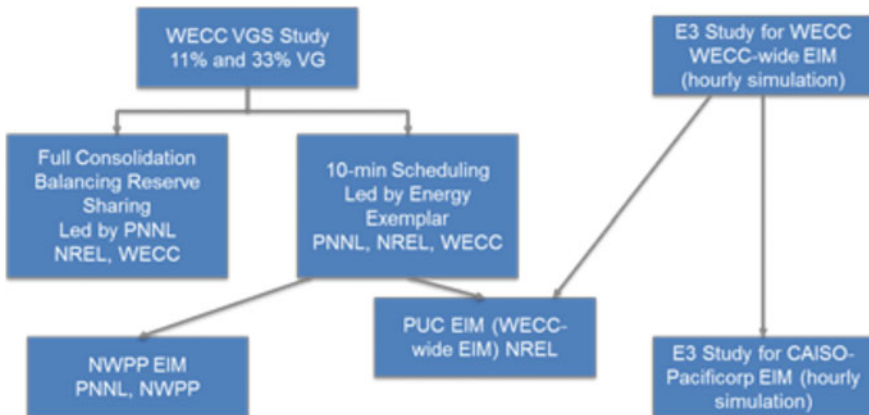 WECC VGS Study
11% and 33% VG
E3 Study for WECC
WECC-wide EIM
(hourly simulation)
Full Consolidation
Balancing Reserve
Sharing
Led by PNNL
NREL, WECC
10-min Scheduling
Led by Energy
Exemplar
PNNL, NREL, WECC
NWPP EIM
PNNL, NWPP
PUC EIM (WECC-
wide EIM) NREL
E3 Study for CAISO-
Pacificorp EIM (hourly
simulation)